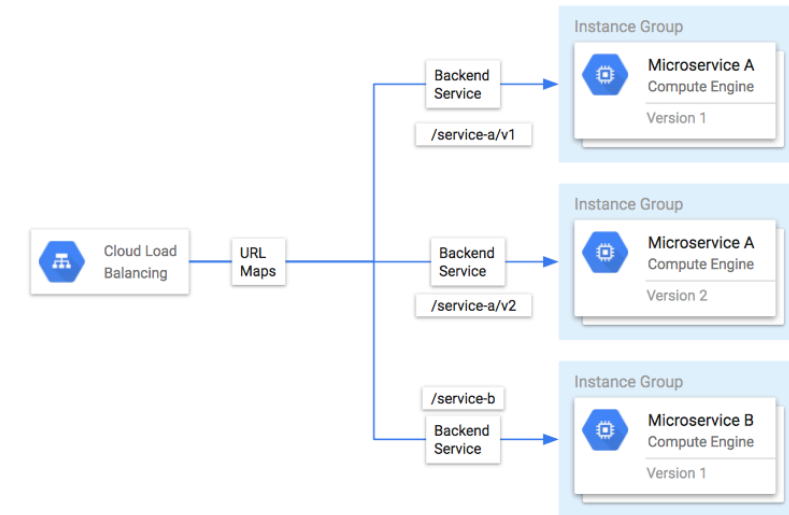 Instance Group
Microservice A
Compute Engine
Version 1
Backend
Service
/service-a/v1
Instance Group
Microservice A
Compute Engine
Version 2
Cloud Load
Balancing
URL
Maps
Backend
Service
/service-a/v2
Instance Group
Microservice B
Compute Engine
Version 1
/service-b
Backend
Service